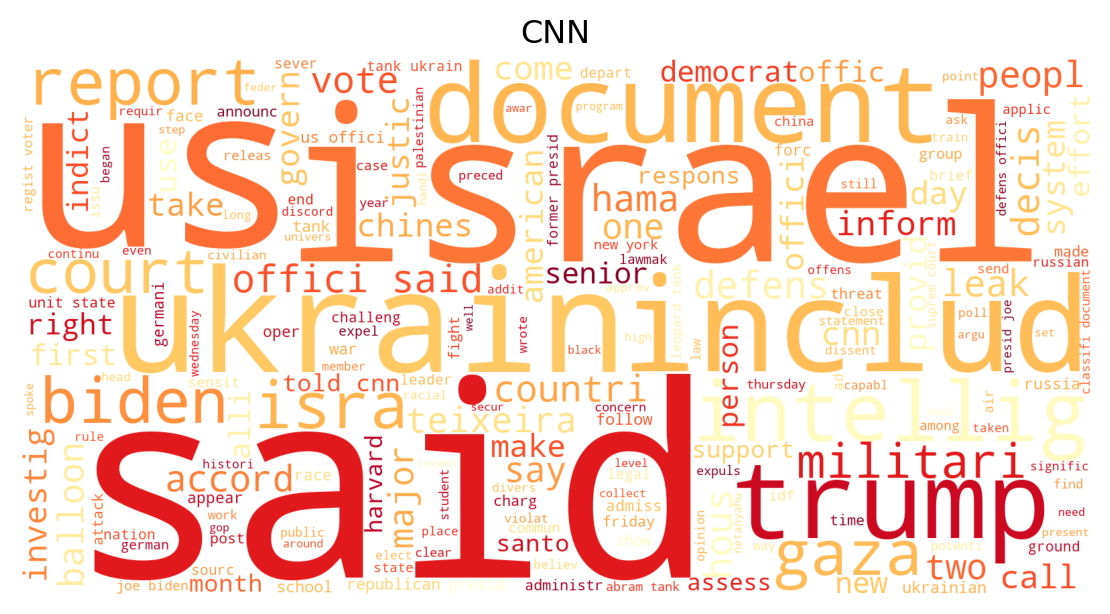 CNN
report
sever
tank ukrain
vote
come
depart
democrat
offic
point
peopl
feder
requir
announc
face
govern
us offici
justic
awar
document
program
china
ask
applic
us
israel
regist voter
indict
step
user
releas
case
palestinian
preced
american
former presid
forc
train
group
decis
system
effort
defens offici
began
issu
take
long
end
discord
tank
univers
year
handl
chines
hama
one
respons
offici
still
brief
day
inform
continu
even
civilian
court
offici said
addit
senior
new york
lawmak
approv
defens
offens
provid
suprem court
send
made
russian
leak
ukrain
includ
unit state
right
germani
wednesday
oper
challeng
expel
fight
well
wrote
black
high
leopard tank
law
threat
close
statement
cnn
dissent
poll
argu
presid joe
set
classifi document
first
war
member
head
sensit
told cnn
leader
racial
secur
countri
concern
follow
person
thursday
ad
capabl
russia
air
taken
among
spoke
biden
alli
isra
teixeira
intellig
investig
balloon
rule
attack
nation
german
accord
histori
appear
work
gop
post
race
public
around
harvard
major
student
recent
place
clear
make
say
divers
charg
violat
commun
believ
level
legal
collect
admiss
friday
show
support
expuls
hous
opinion
netanyahu
idf
way
time
militari
trump
potenti
signific
find
need
present
ground
said
joe biden
sourc
month
school
elect
state
republican
santo
administr
abram tank
assess
gaza
new
ukrainian
two
call